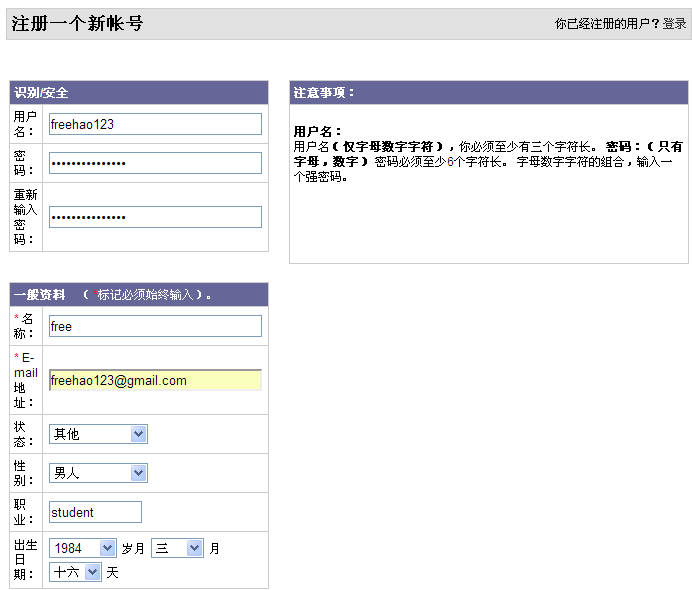 注册一个新帐号
你已经注册的用户？登录
识别/安全
用户
名：
freehao123
密
码：
•••••••••••••••
重新
输入
密
码：
•••••••••••••••
注意事项：
用户名：
用户名（仅字母数字字符），你必须至少有三个字符长。 密码：（只有
字母，数字） 密码必须至少6个字符长。 字母数字字符的组合，输入一
个强密码。
一般资料 （ *标记必须始终输入）。
* 名
称：
free
* E-
mail
地
址：
freehao123@gmail.com
状
态：
其他
性
别：
男人
职
业：
student
出生
日
期：
1984 岁月 三 月
十六 天